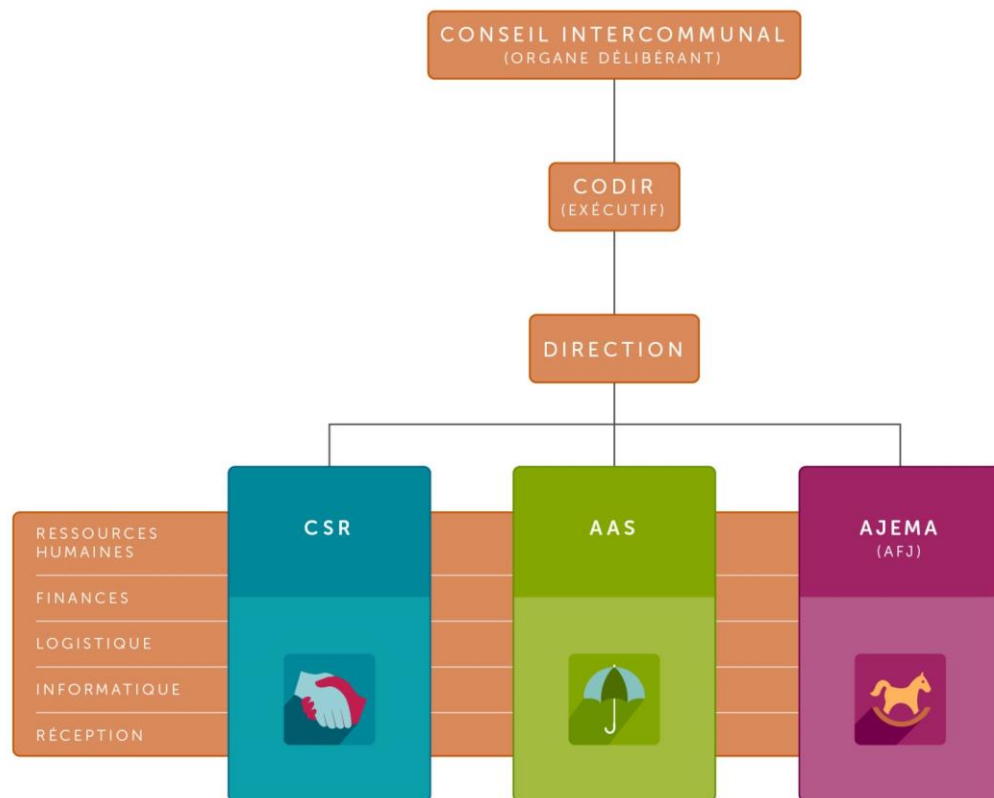 CONSEIL INTERCOMMUNAL
(ORGANE DÉLIBÉRANT)
CODIR
(EXÉCUTIF)
DIRECTION
CSR
AAS
AJEMA
(AFJ)
RESSOURCES
HUMAINES
FINANCES
LOGISTIQUE
INFORMATIQUE
RÉCEPTION